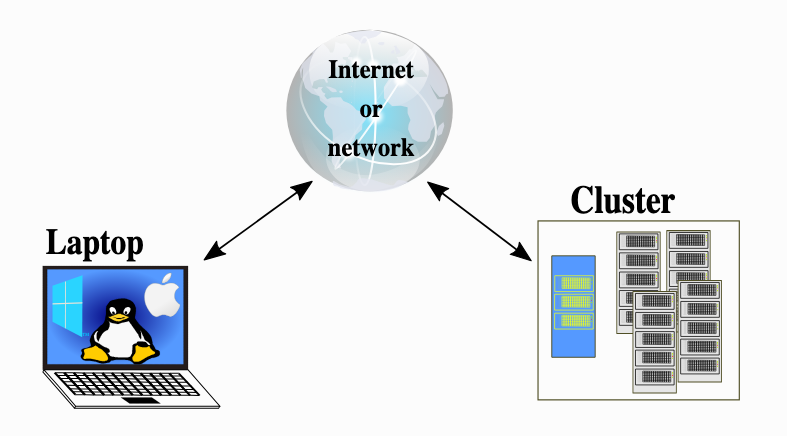 Internet
or
network
Cluster
Laptop